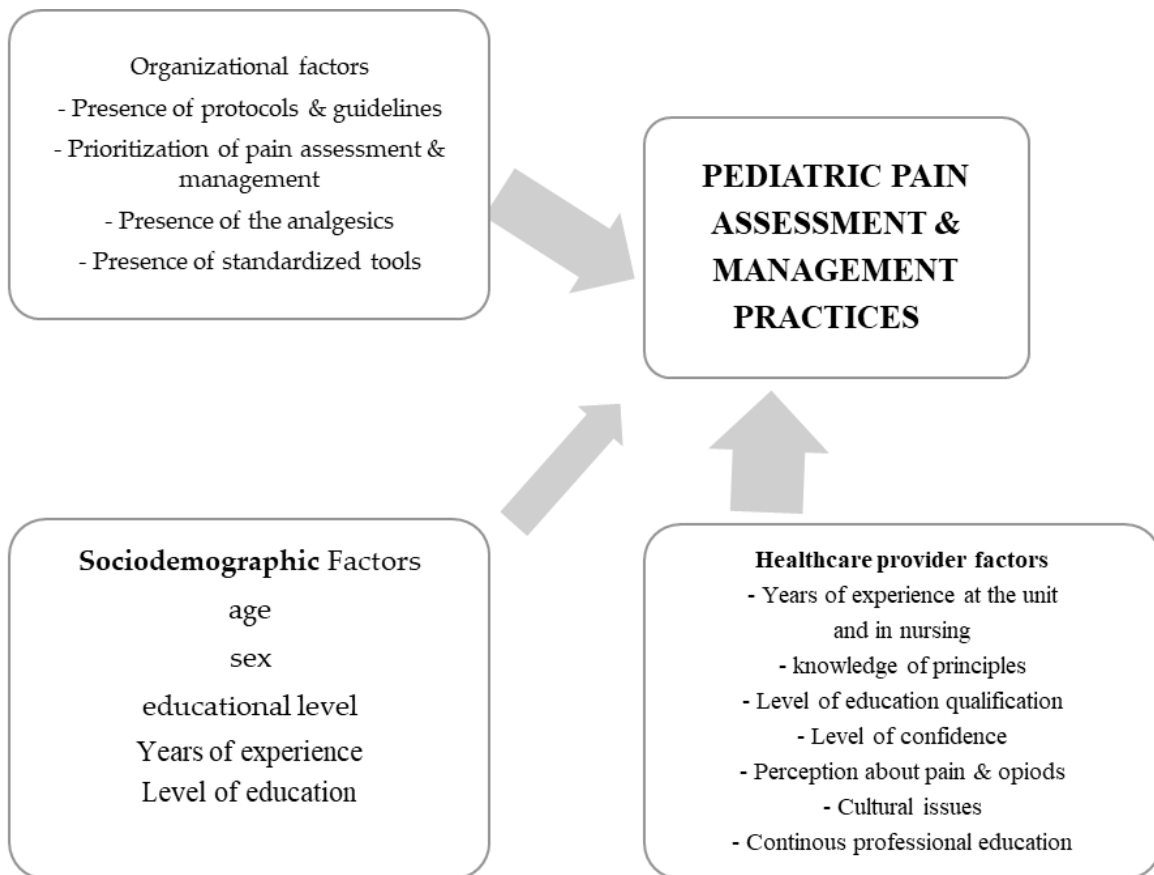 Organizational factors
- Presence of protocols & guidelines
- Prioritization of pain assessment &
management
- Presence of the analgesics
- Presence of standardized tools
PEDIATRIC PAIN
ASSESSMENT &
MANAGEMENT
PRACTICES
Sociodemographic Factors
age
sex
educational level
Years of experience
Level of education
Healthcare provider factors
- Years of experience at the unit
and in nursing
- knowledge of principles
- Level of education qualification
- Level of confidence
- Perception about pain & opiods
- Cultural issues
- Continous professional education